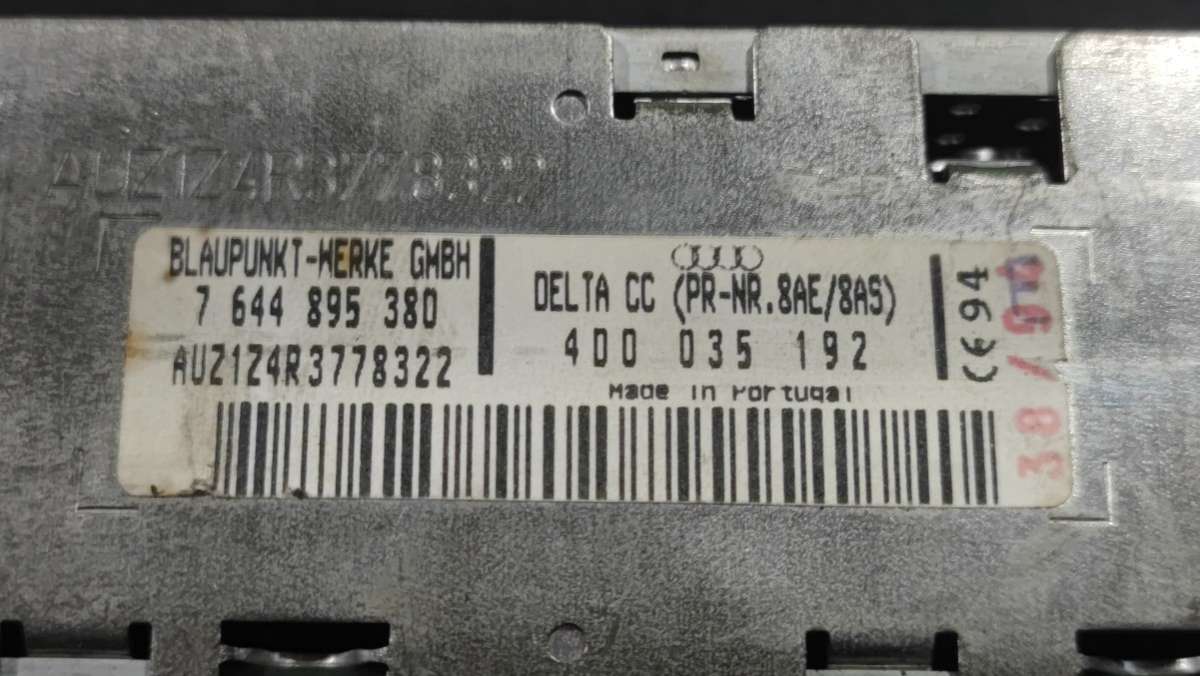 AUZ1Z4R3778322
BLAUPUNKT-WERKE GMBH
7 644 895 380
AUZ1Z4R3778322
DELTA CC (PR-NR.8AE/8AS)
4D0 035 192
Made in Portugal
CE 94